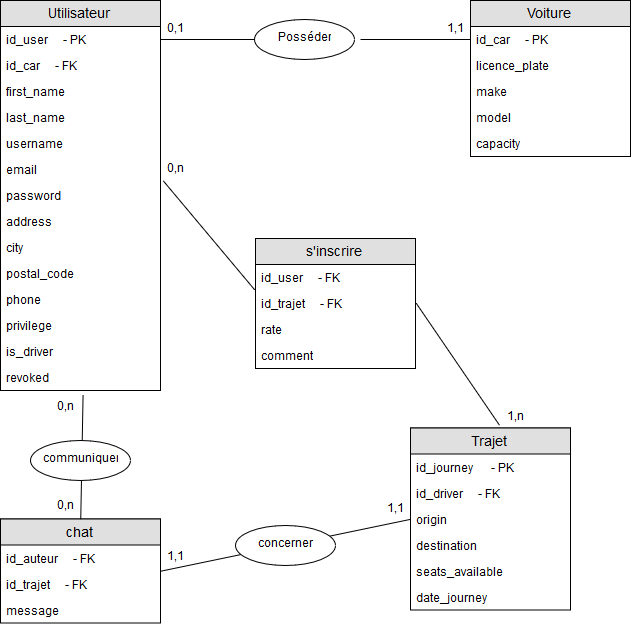 Utilisateur
id_user - PK
id_car - FK
first_name
last_name
username
email
password
address
city
postal_code
phone
privilege
is_driver
revoked
0,1
Posséder
1,1
Voiture
id_car - PK
licence_plate
make
model
capacity
0,n
s'inscrire
id_user - FK
id_trajet - FK
rate
comment
1,n
Trajet
id_journey - PK
id_driver - FK
origin
destination
seats_available
date_journey
0,n
communiquer
0,n
chat
id_auteur - FK
id_trajet - FK
message
1,1
concerner
1,1